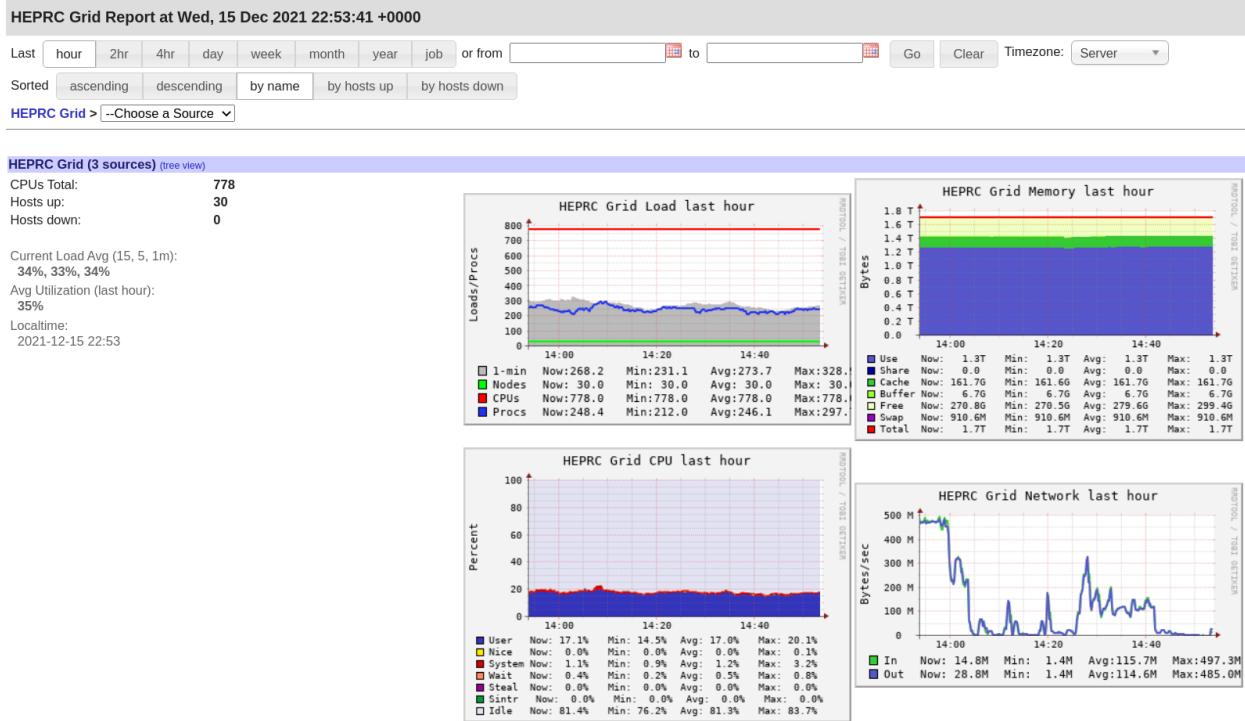 HEPRC Grid Report at Wed, 15 Dec 2021 22:53:41 +0000
Last hour 2hr 4hr day week month year job or from to Go Clear Timezone: Server
Sorted ascending descending by name by hosts up by hosts down
HEPRC Grid > --Choose a Source
HEPRC Grid (3 sources) (tree view)
CPUs Total: 778
Hosts up: 30
Hosts down: 0
Current Load Avg (15, 5, 1m):
34%, 33%, 34%
Avg Utilization (last hour):
35%
Localtime:
2021-12-15 22:53
HEPRC Grid Load last hour
RRDTOOL / TOBI OETIKER
Loads/Procs
800
700
600
500
400
300
200
100
0
14:00 14:20 14:40
1-min Now:268.2 Min:231.1 Avg:273.7 Max:328.
Nodes Now: 30.0 Min: 30.0 Avg: 30.0 Max: 30.
CPUs Now:778.0 Min:778.0 Avg:778.0 Max:778.
Procs Now:248.4 Min:212.0 Avg:246.1 Max:297.
HEPRC Grid Memory last hour
RRDTOOL / TOBI OETIKER
Bytes
1.8 T
1.6 T
1.4 T
1.2 T
1.0 T
0.8 T
0.6 T
0.4 T
0.2 T
0.0
14:00 14:20 14:40
Use Now: 1.3T Min: 1.3T Avg: 1.3T Max: 1.3T
Share Now: 0.0 Min: 0.0 Avg: 0.0 Max: 0.0
Cache Now: 161.7G Min: 161.6G Avg: 161.7G Max: 161.7G
Buffer Now: 6.7G Min: 6.7G Avg: 6.7G Max: 6.7G
Free Now: 270.8G Min: 270.5G Avg: 279.6G Max: 299.4G
Swap Now: 910.6M Min: 910.6M Avg: 910.6M Max: 910.6M
Total Now: 1.7T Min: 1.7T Avg: 1.7T Max: 1.7T
HEPRC Grid CPU last hour
RRDTOOL / TOBI OETIKER
Percent
100
80
60
40
20
0
14:00 14:20 14:40
User Now: 17.1% Min: 14.5% Avg: 17.0% Max: 20.1%
Nice Now: 0.0% Min: 0.0% Avg: 0.0% Max: 0.1%
System Now: 1.1% Min: 0.9% Avg: 1.2% Max: 3.2%
Wait Now: 0.4% Min: 0.2% Avg: 0.5% Max: 0.8%
Steal Now: 0.0% Min: 0.0% Avg: 0.0% Max: 0.0%
Sintr Now: 0.0% Min: 0.0% Avg: 0.0% Max: 0.0%
Idle Now: 81.4% Min: 76.2% Avg: 81.3% Max: 83.7%
HEPRC Grid Network last hour
RRDTOOL / TOBI OETIKER
Bytes/sec
500 M
400 M
300 M
200 M
100 M
0
14:00 14:20 14:40
In Now: 14.8M Min: 1.4M Avg:115.7M Max:497.3M
Out Now: 28.8M Min: 1.4M Avg:114.6M Max:485.0M